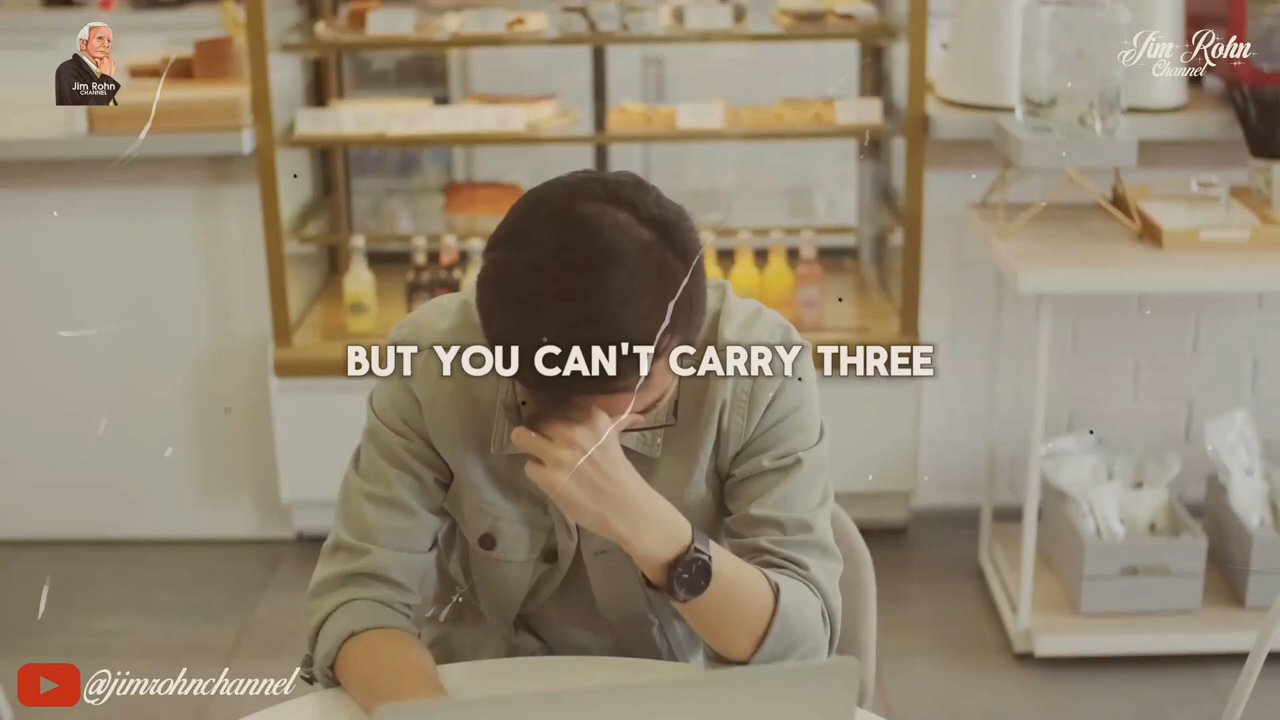 Jim Rohn
CHANNEL
Jim Rohn
Channel
BUT YOU CAN'T CARRY THREE
@jimrohnchannel